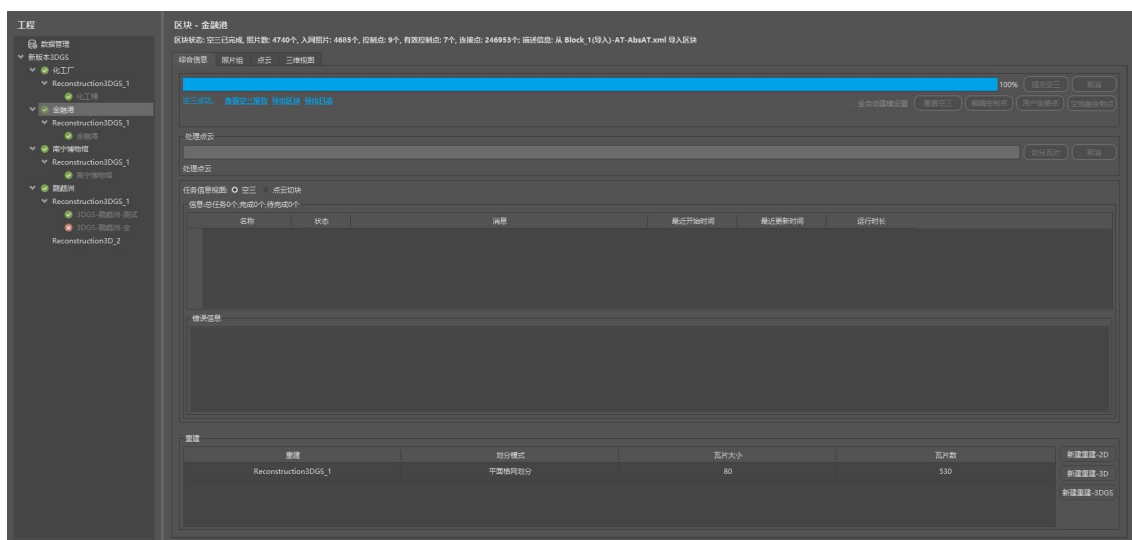 工程
数据管理
新版本3DGS
化工厂
Reconstruction3DGS_1
金融港
Reconstruction3DGS_1
金融港
南宁博物馆
Reconstruction3DGS_1
南宁博物馆
鹦鹉洲
Reconstruction3DGS_1
3DGS-鹦鹉洲-测试
3DGS-鹦鹉洲-全
Reconstruction3D_2
区块 - 金融港
区块状态: 空三已完成, 照片数: 4740个, 入网照片: 4685个, 控制点: 9个, 有效控制点: 7个, 连接点: 246953个; 描述信息: 从 Block_1(导入)-AT-AbsAT.xml 导入区块
综合信息 照片组 点云 三维视图
100% 提交空三 取消
空三成功。 查看空三报告 导出区块 导出日志 全自动建模设置 重置空三 编辑控制点 用户连接点 空地融合刺点
处理点云
切分瓦片 取消
处理点云
任务信息视图: 空三 点云切块
信息:总任务0个,完成0个,待完成0个
名称 状态 消息 最近开始时间 最近更新时间 运行时长
错误信息
重建
重建 划分模式 瓦片大小 瓦片数 新建重建-2D
Reconstruction3DGS_1 平面格网划分 80 530 新建重建-3D
新建重建-3DGS